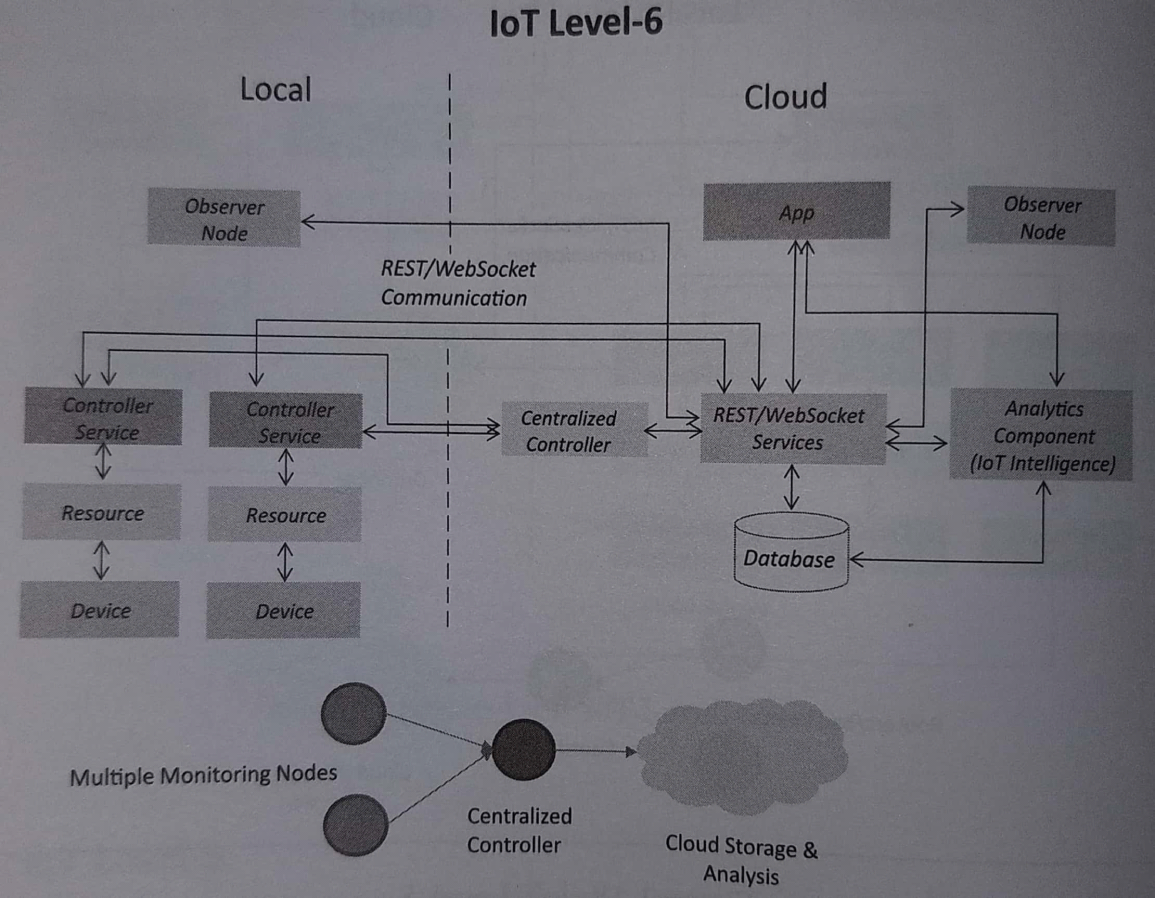 IoT Level-6
Local
Cloud
Observer
Node
App
Observer
Node
REST/WebSocket
Communication
Controller
Service
Controller
Service
Centralized
Controller
REST/WebSocket
Services
Analytics
Component
(IoT Intelligence)
Resource
Resource
Database
Device
Device
Multiple Monitoring Nodes
Centralized
Controller
Cloud Storage &
Analysis